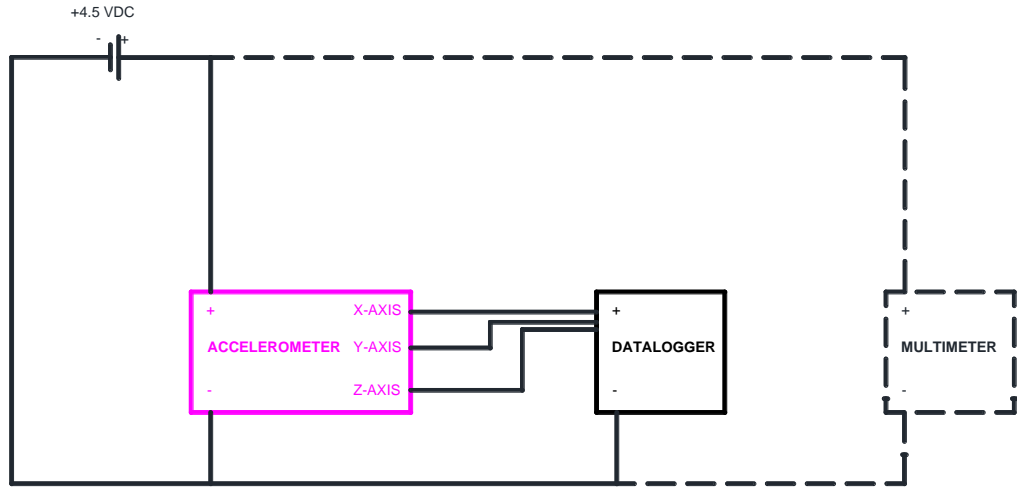 +4.5 VDC
- +
+ X-AXIS +  +
ACCELEROMETER Y-AXIS DATALOGGER MULTIMETER
- Z-AXIS - -